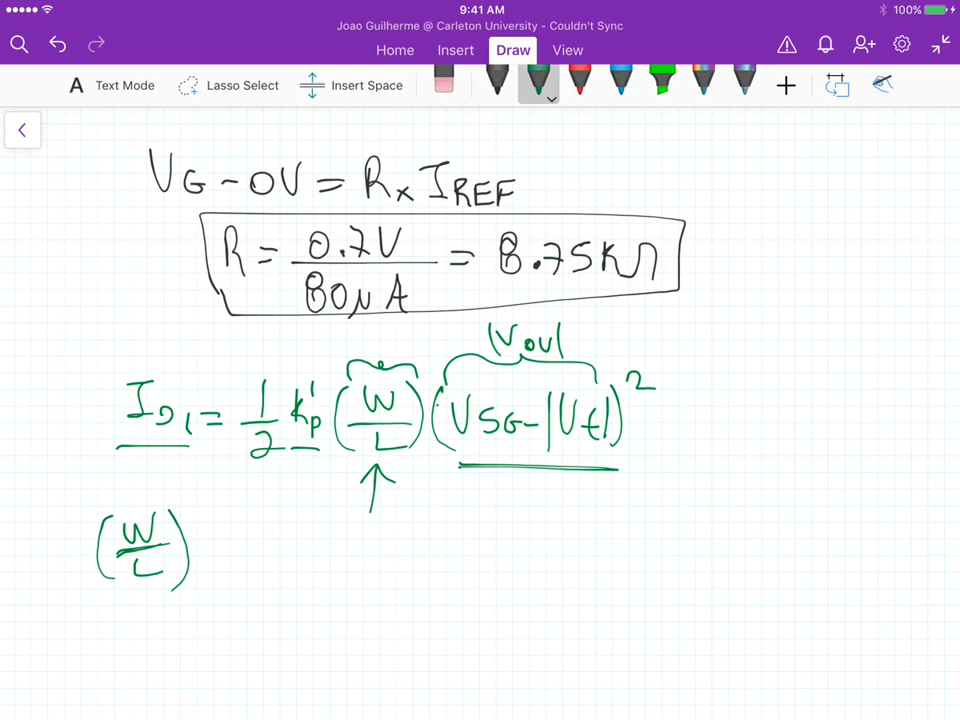 9:41 AM
100%
Joao Guilherme @ Carleton University - Couldn't Sync
Home Insert Draw View
A Text Mode Lasso Select Insert Space
VG - 0V = R x IREF
R = 0.7V / 80μA = 8.75KΩ
|Vov|
ID1 = 1/2 k'p (W/L) (VSG - |Vt|)²
(W/L)